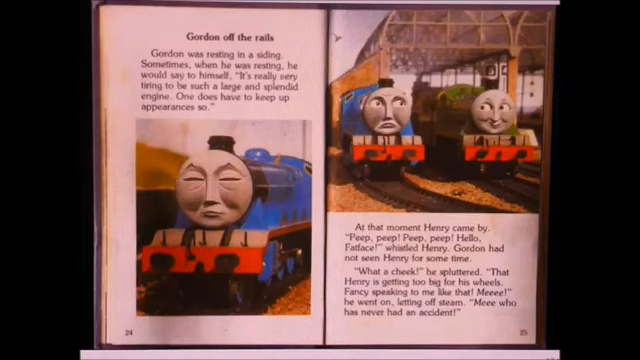 Gordon off the rails
Gordon was resting in a siding.
Sometimes, when he was resting, he
would say to himself, "It's really very
tiring to be such a large and splendid
engine. One does have to keep up
appearances so."
24
At that moment Henry came by.
"Peep, peep! Peep, peep! Hello,
Fatface!" whistled Henry. Gordon had
not seen Henry for some time.
"What a cheek!" he spluttered. "That
Henry is getting too big for his wheels.
Fancy speaking to me like that! Meeee!"
he went on, letting off steam. "Meee who
has never had an accident!"
25